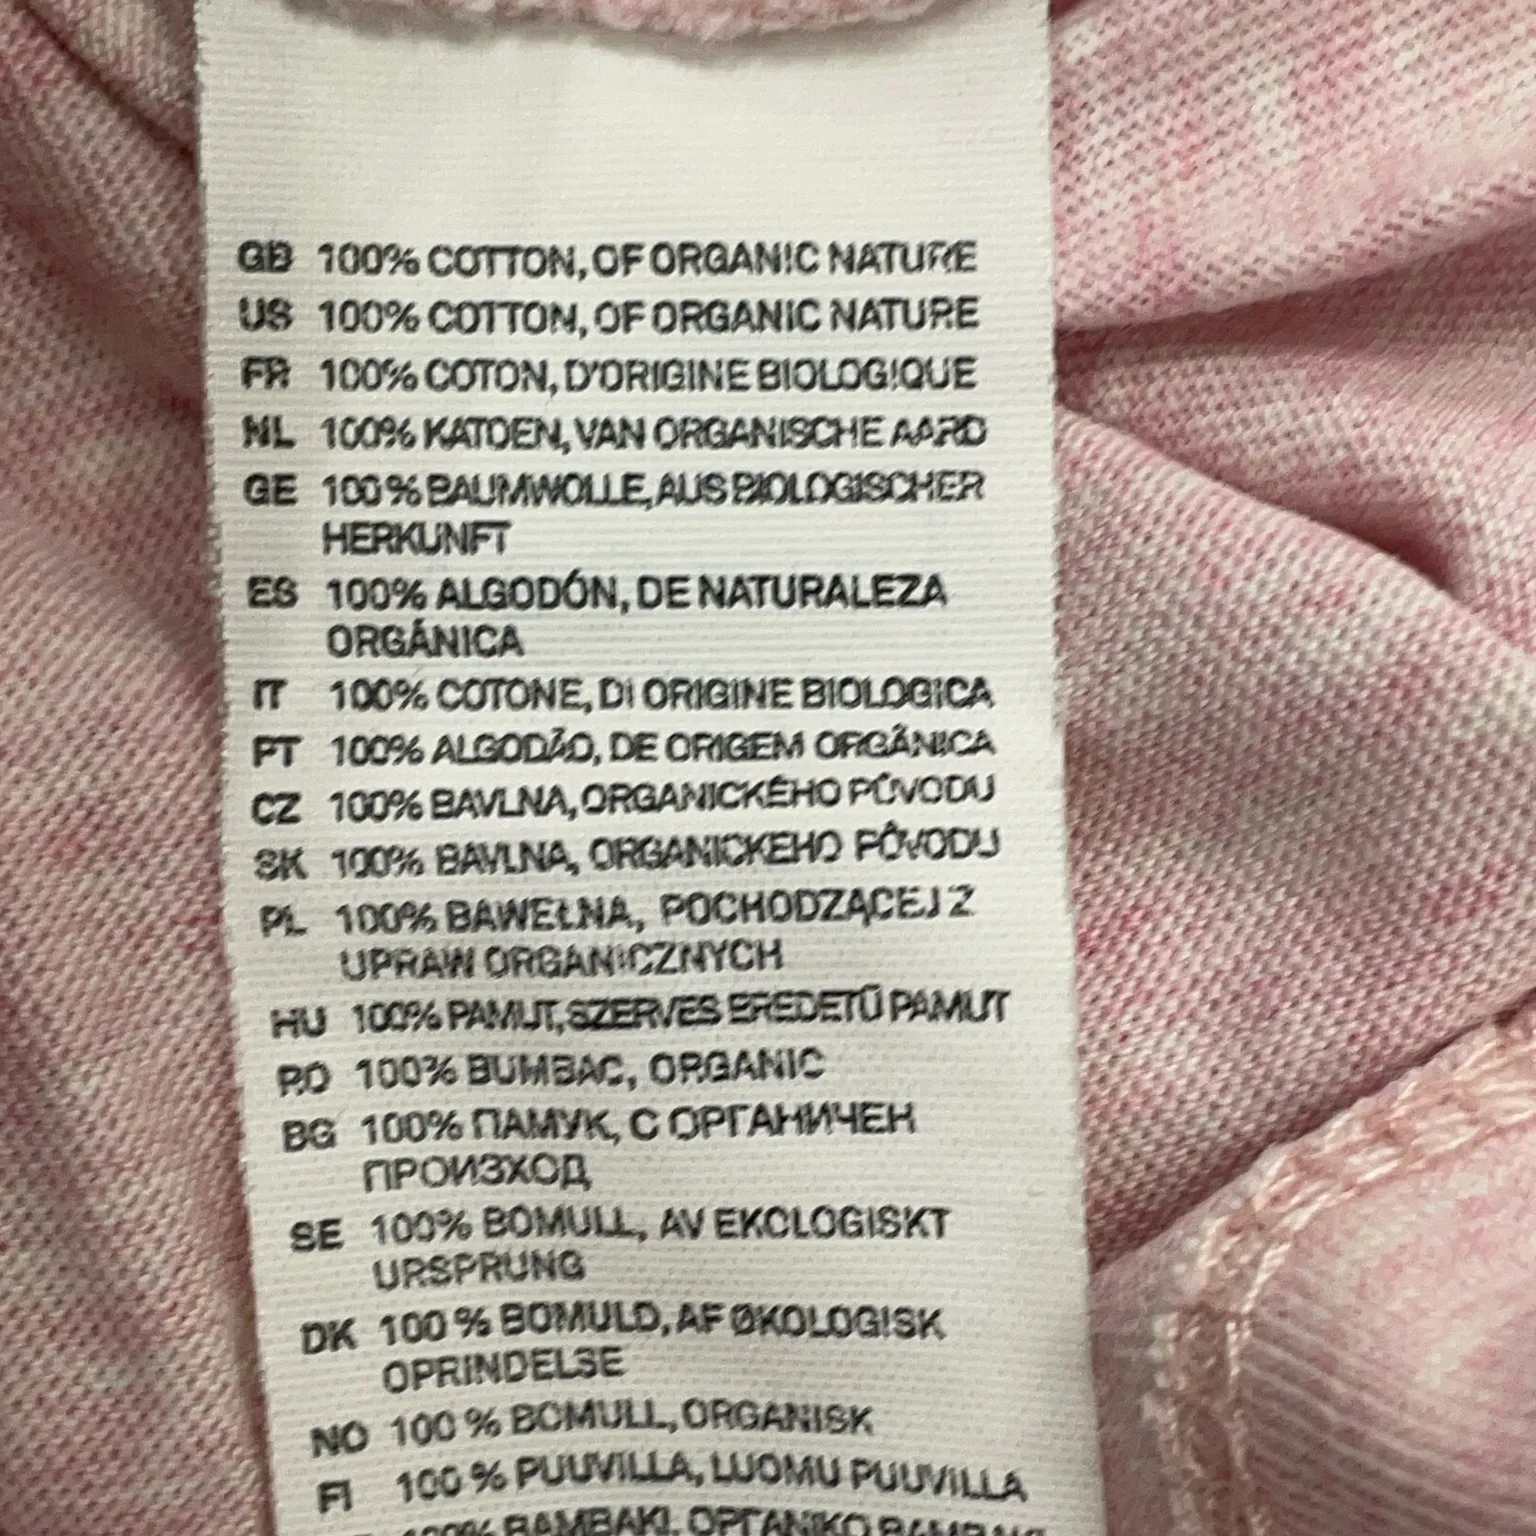 GB 100% COTTON, OF ORGANIC NATURE
US 100% COTTON, OF ORGANIC NATURE
FR 100% COTON, D'ORIGINE BIOLOGIQUE
NL 100% KATOEN, VAN ORGANISCHE AARD
GE 100% BAUMWOLLE, AUS BIOLOGISCHER
HERKUNFT
ES 100% ALGODÓN, DE NATURALEZA
ORGÁNICA
IT 100% COTONE, DI ORIGINE BIOLOGICA
PT 100% ALGODÃO, DE ORIGEM ORGÂNICA
CZ 100% BAVLNA, ORGANICKÉHO PŮVODU
SK 100% BAVLNA, ORGANICKEHO PÔVODU
PL 100% BAWEŁNA, POCHODZĄCEJ Z
UPRAW ORGANICZNYCH
HU 100% PAMUT, SZERVES EREDETŰ PAMUT
RO 100% BUMBAC, ORGANIC
BG 100% ПАМУК, С ОРГАНИЧЕН
ПРОИЗХОД
SE 100% BOMULL, AV EKOLOGISKT
URSPRUNG
DK 100 % BOMULD, AF ØKOLOGISK
OPRINDELSE
NO 100 % BOMULL, ORGANISK
FI 100 % PUUVILLA, LUOMU PUUVILLA
100% ΒΑΜΒΑΚΙ, ΟΡΓΑΝΙΚΟ ΒΑΜΒΑΚΙ